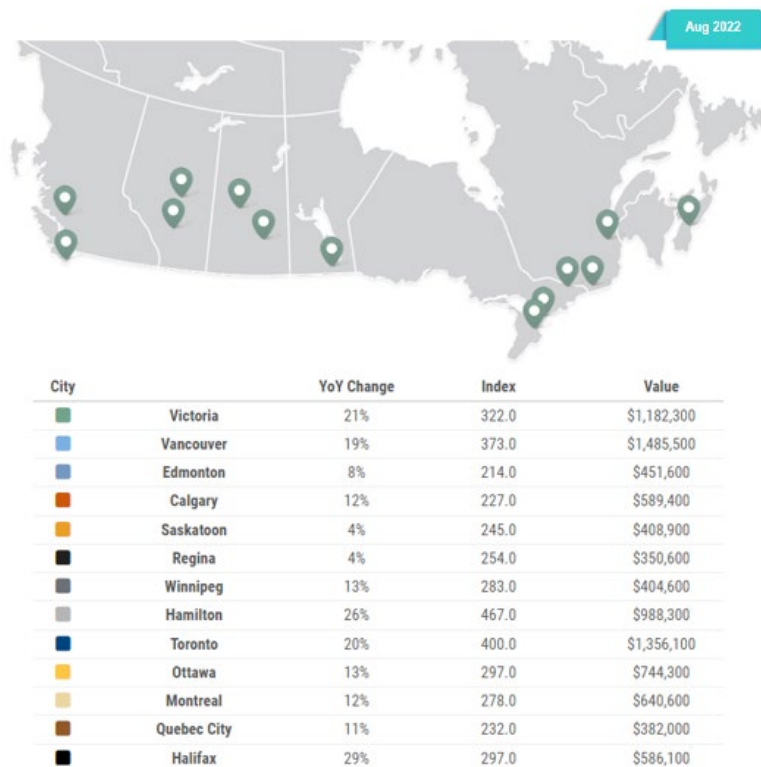 Aug 2022
City YoY Change Index Value
Victoria 21% 322.0 $1,182,300
Vancouver 19% 373.0 $1,485,500
Edmonton 8% 214.0 $451,600
Calgary 12% 227.0 $589,400
Saskatoon 4% 245.0 $408,900
Regina 4% 254.0 $350,600
Winnipeg 13% 283.0 $404,600
Hamilton 26% 467.0 $988,300
Toronto 20% 400.0 $1,356,100
Ottawa 13% 297.0 $744,300
Montreal 12% 278.0 $640,600
Quebec City 11% 232.0 $382,000
Halifax 29% 297.0 $586,100